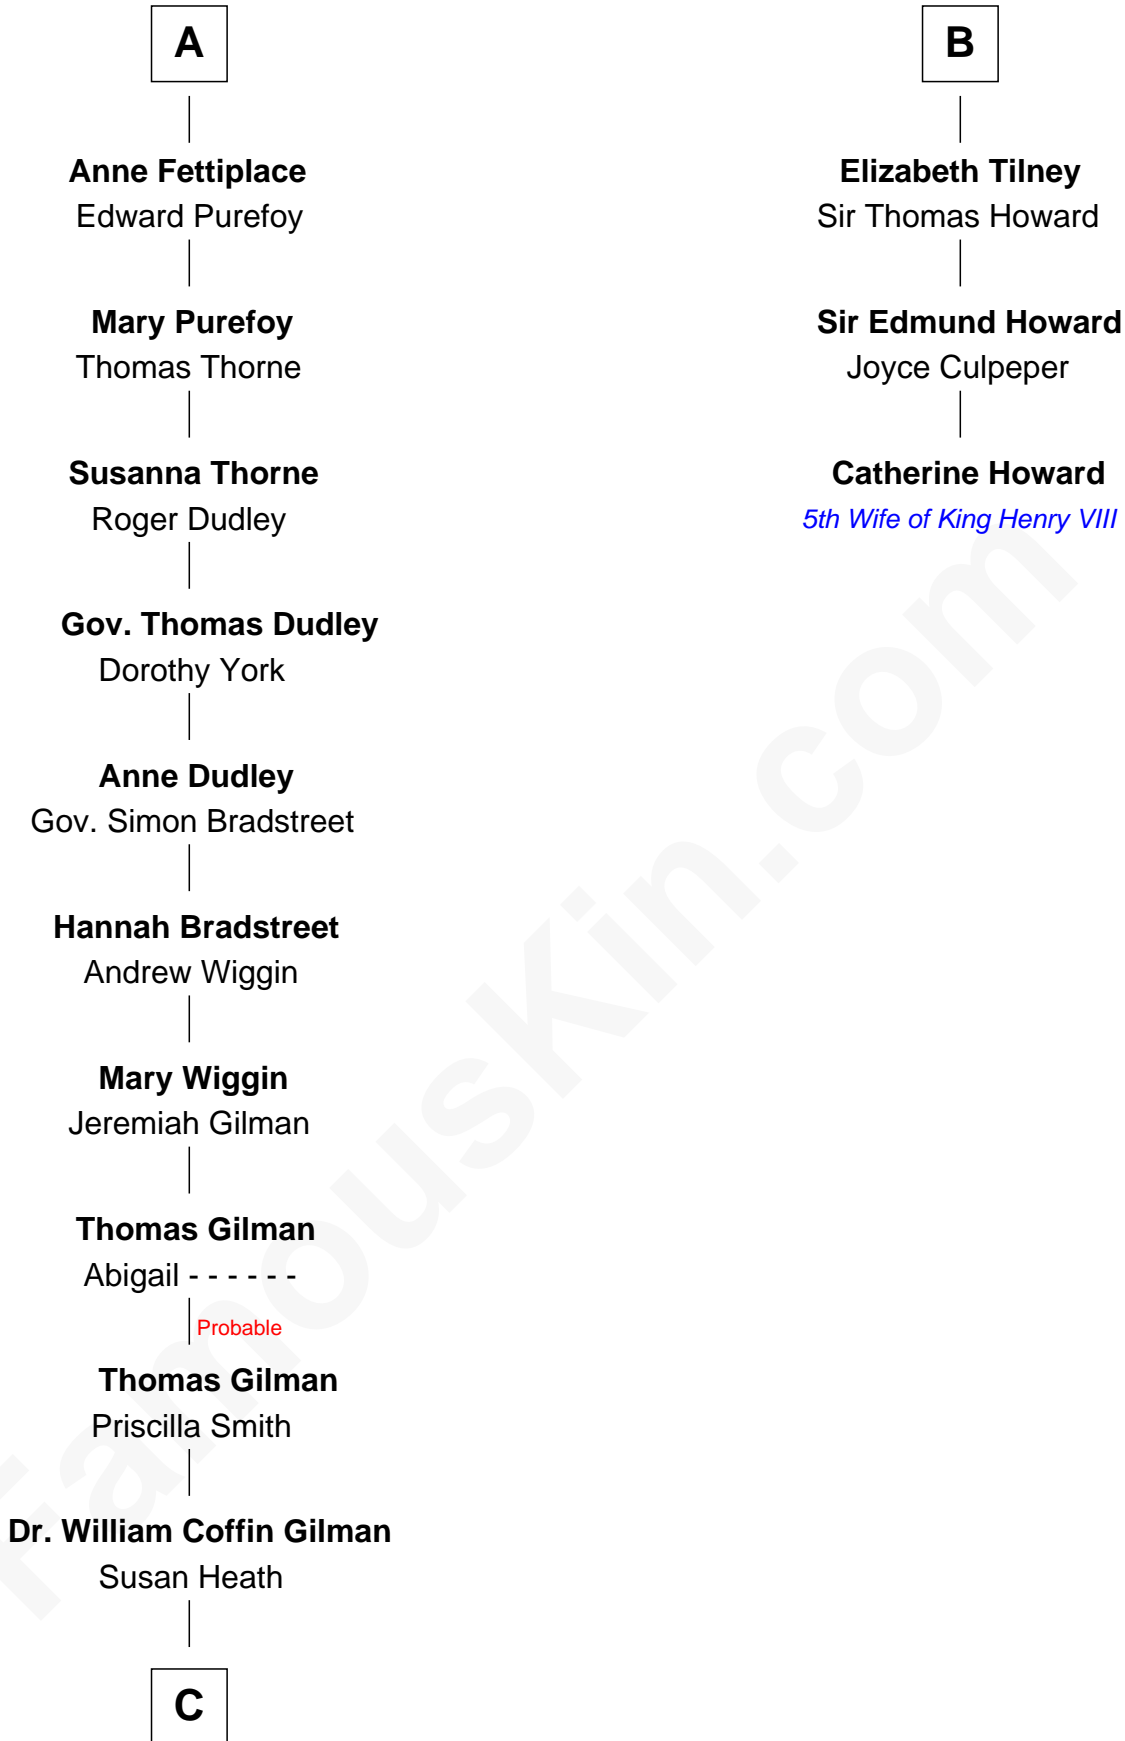 A
Anne Fettiplace
Edward Purefoy
Mary Purefoy
Thomas Thorne
Susanna Thorne
Roger Dudley
Gov. Thomas Dudley
Dorothy York
Anne Dudley
Gov. Simon Bradstreet
Hannah Bradstreet
Andrew Wiggin
Mary Wiggin
Jeremiah Gilman
Thomas Gilman
Abigail - - - - - -
Probable
Thomas Gilman
Priscilla Smith
Dr. William Coffin Gilman
Susan Heath
C
B
Elizabeth Tilney
Sir Thomas Howard
Sir Edmund Howard
Joyce Culpeper
Catherine Howard
5th Wife of King Henry VIII
FamousKin.com